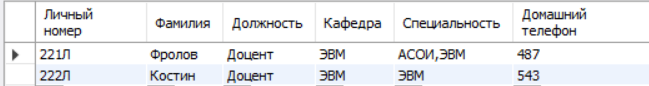 Личный номер Фамилия Должность Кафедра Специальность Домашний телефон
221Л Фролов Доцент ЭВМ АСОИ,ЭВМ 487
222Л Костин Доцент ЭВМ ЭВМ 543